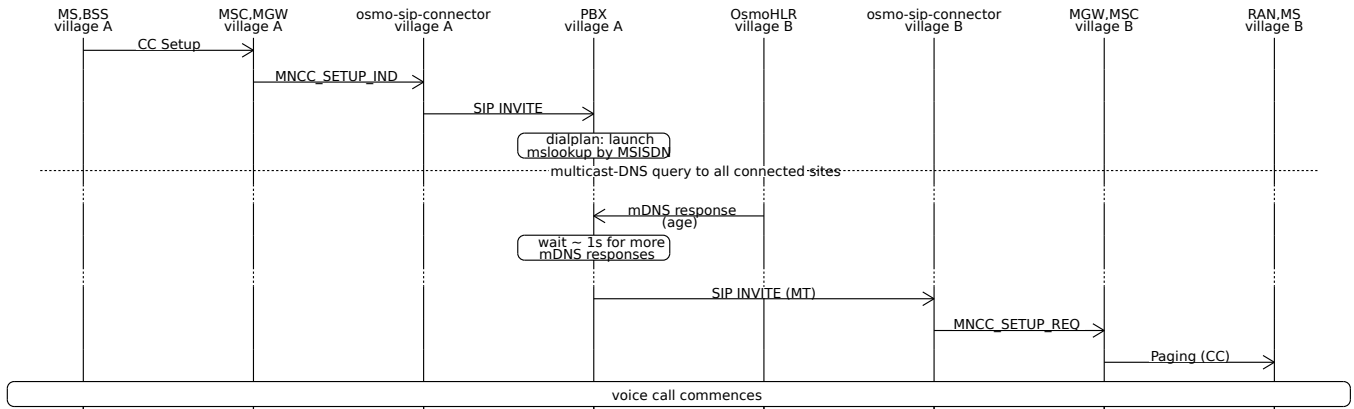 MS,BSS
village A
MSC,MGW
village A
osmo-sip-connector
village A
PBX
village A
OsmoHLR
village B
osmo-sip-connector
village B
MGW,MSC
village B
RAN,MS
village B
CC Setup
MNCC_SETUP_IND
SIP INVITE
dialplan: launch
mslookup by MSISDN
multicast-DNS query to all connected sites
mDNS response
(age)
wait ~ 1s for more
mDNS responses
SIP INVITE (MT)
MNCC_SETUP_REQ
Paging (CC)
voice call commences